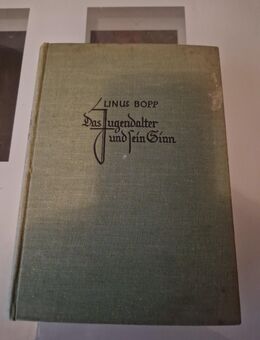 LINUS BOPP
Das Jugendalter
und sein Sinn